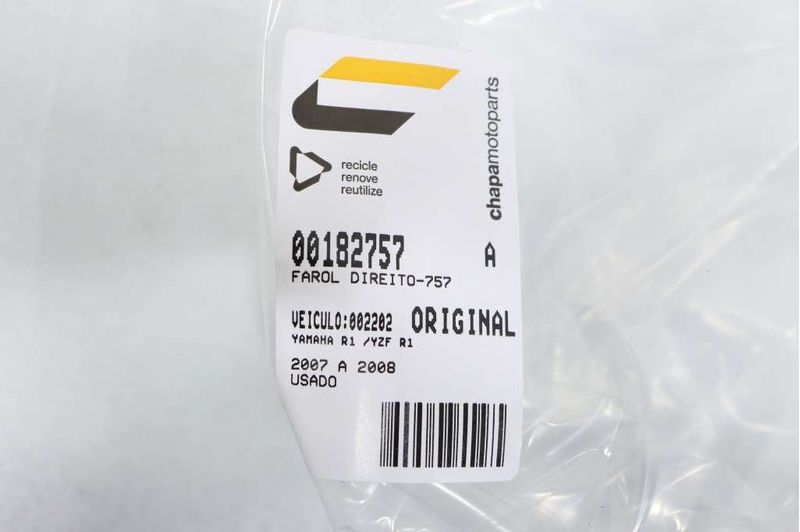 chapamotoparts
recicle
renove
reutilize
00182757 A
FAROL DIREITO-757
VEICULO:002202 ORIGINAL
YAMAHA R1 /YZF R1
2007 A 2008
USADO